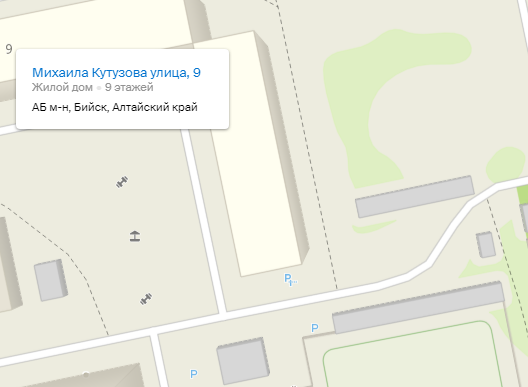 9
Михаила Кутузова улица, 9
Жилой дом • 9 этажей
АБ м-н, Бийск, Алтайский край
P
P
P